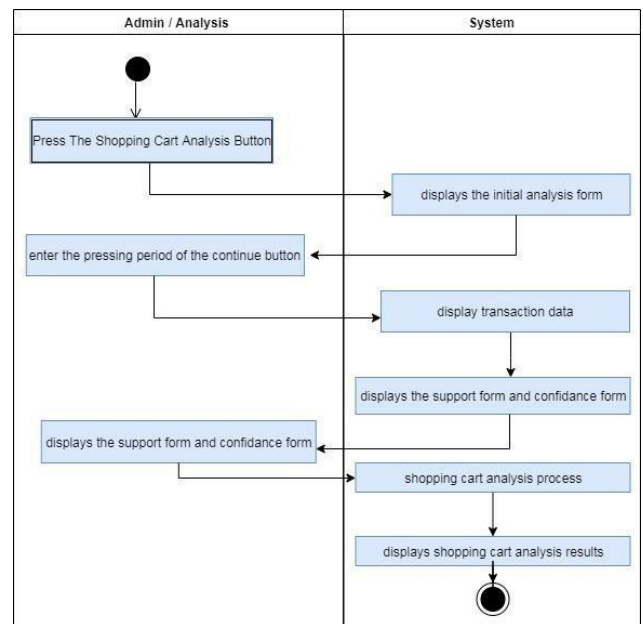 Admin / Analysis
System
Press The Shopping Cart Analysis Button
displays the initial analysis form
enter the pressing period of the continue button
display transaction data
displays the support form and confidance form
displays the support form and confidance form
shopping cart analysis process
displays shopping cart analysis results